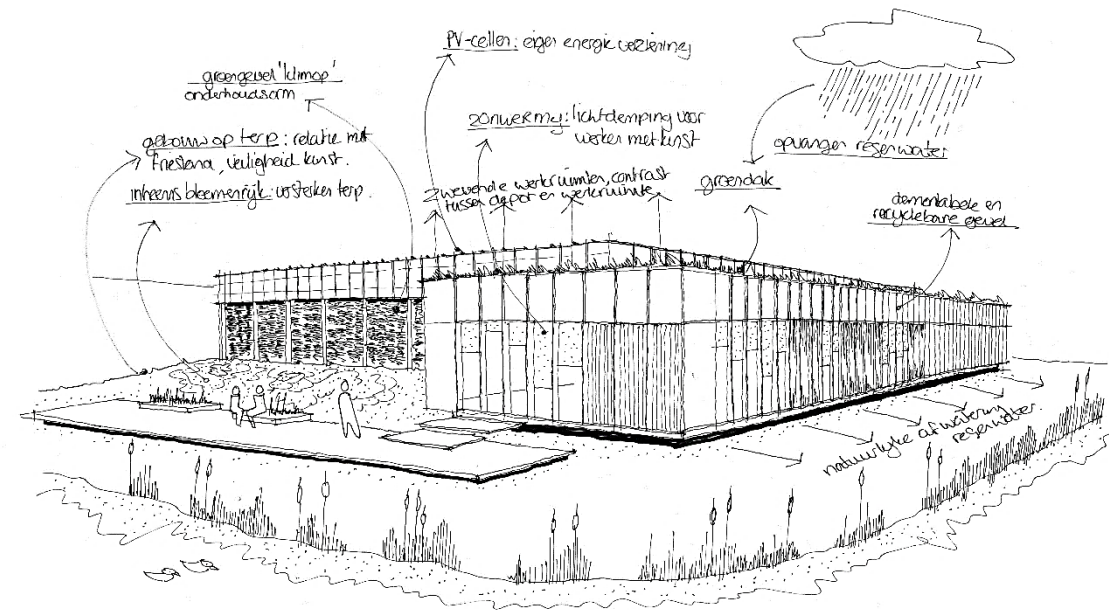 PV-cellen: eigen energie voorziening
groengevel 'klimop'
onderhoudsarm
gebouw op terp: relatie met
Friesland, veiligheid kunst.
inheems bloemenrijk: versterken terp.
zonwering: lichtdemping voor
werken met kunst
zwevende werkruimten, contrast
tussen depot en werkruimte
groendak
opvangen regenwater
demontabele en
recyclebare gevel
natuurlijke afwatering
regenwater